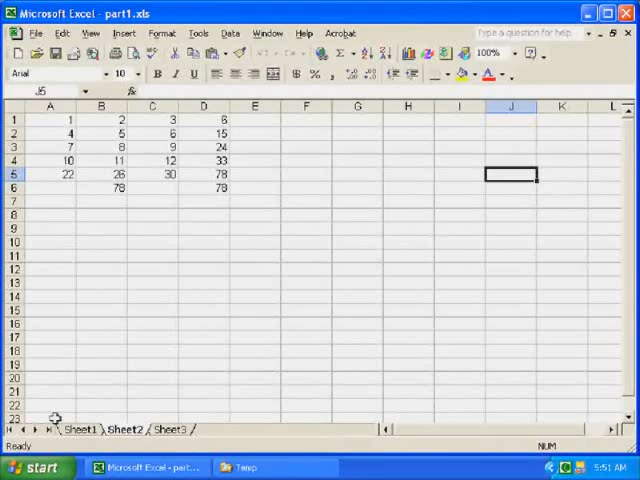 Microsoft Excel - part1.xls
File Edit View Insert Format Tools Data Window Help Acrobat Type a question for help
Σ 100%
Arial 10 B I U $ % ,
J5 fx
A B C D E F G H I J K L
1 1 2 3 6
2 4 5 6 15
3 7 8 9 24
4 10 11 12 33
5 22 26 30 78
6 78 78
7
8
9
10
11
12
13
14
15
16
17
18
19
20
21
22
23
Sheet1 Sheet2 Sheet3
Ready NUM
start Microsoft Excel - part... Temp 5:51 AM